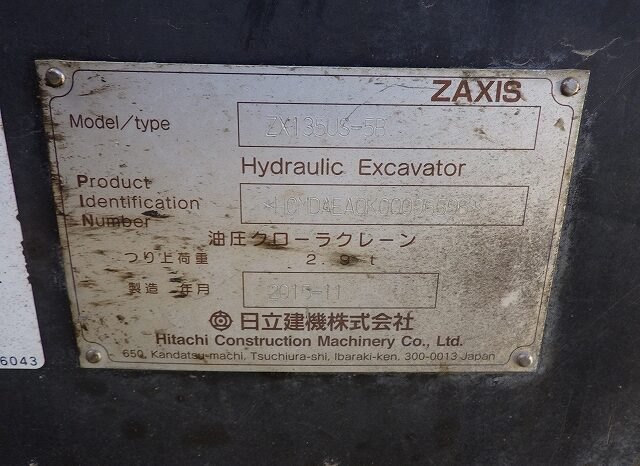 ZAXIS
Model/type ZX135US-5B
Hydraulic Excavator
Product
Identification
Number
油圧クローラクレーン
つり上荷重 2.9 t
製造 年月 2015-11
日立建機株式会社
Hitachi Construction Machinery Co., Ltd.
650, Kandatsu-machi, Tsuchiura-shi, Ibaraki-ken, 300-0013 Japan
6043